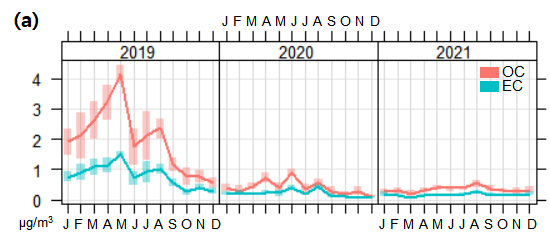 (a)
J F M A M J J A S O N D
2019 2020 2021
OC
EC
4
3
2
1
0
µg/m³
J F M A M J J A S O N D J F M A M J J A S O N D